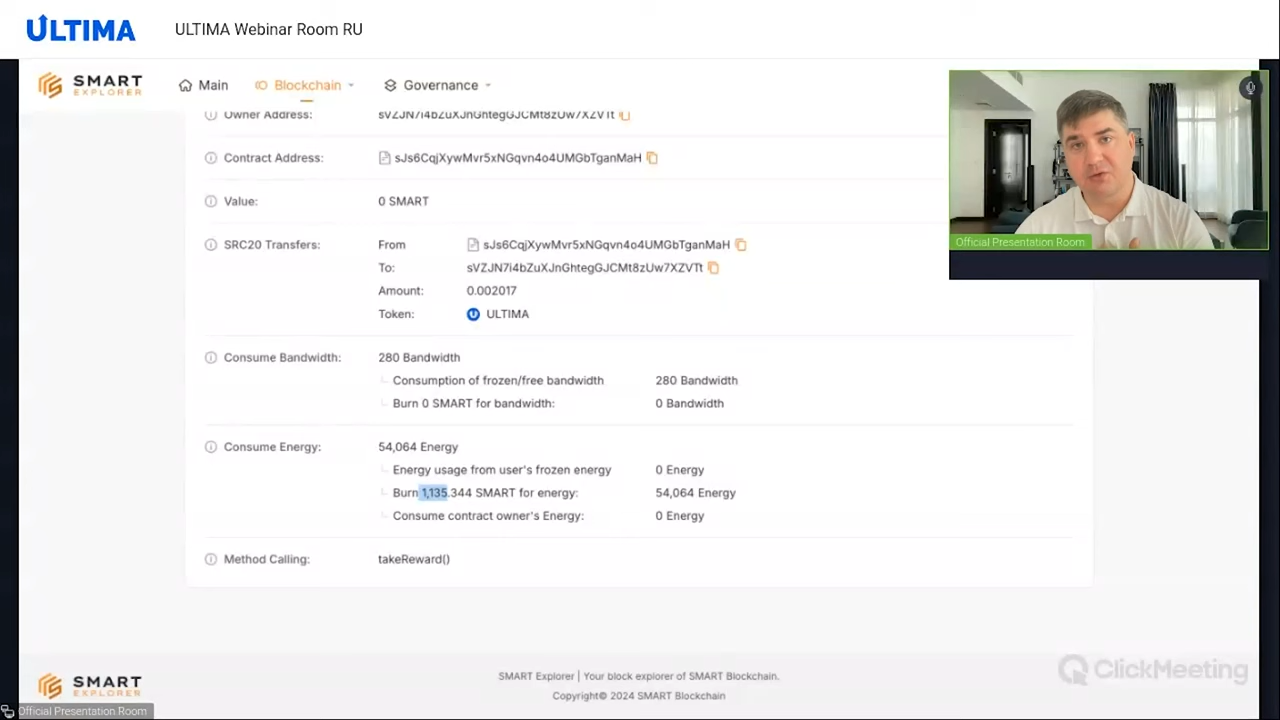 ULTIMA
ULTIMA Webinar Room RU
SMART
EXPLORER
Main
Blockchain
Governance
Owner Address:
sVZJN7i4bZuXJnGhtegGJCMt8zUw7XZVTt
Contract Address:
sJs6CqjXywMvr5xNGqvn4o4UMGbTganMaH
Value:
0 SMART
SRC20 Transfers:
From
sJs6CqjXywMvr5xNGqvn4o4UMGbTganMaH
To:
sVZJN7i4bZuXJnGhtegGJCMt8zUw7XZVTt
Amount:
0.002017
Token:
ULTIMA
Consume Bandwidth:
280 Bandwidth
Consumption of frozen/free bandwidth
280 Bandwidth
Burn 0 SMART for bandwidth:
0 Bandwidth
Consume Energy:
54,064 Energy
Energy usage from user's frozen energy
0 Energy
Burn 1,135.344 SMART for energy:
54,064 Energy
Consume contract owner's Energy:
0 Energy
Method Calling:
takeReward()
Official Presentation Room
SMART
EXPLORER
SMART Explorer | Your block explorer of SMART Blockchain.
Copyright© 2024 SMART Blockchain
ClickMeeting
Official Presentation Room